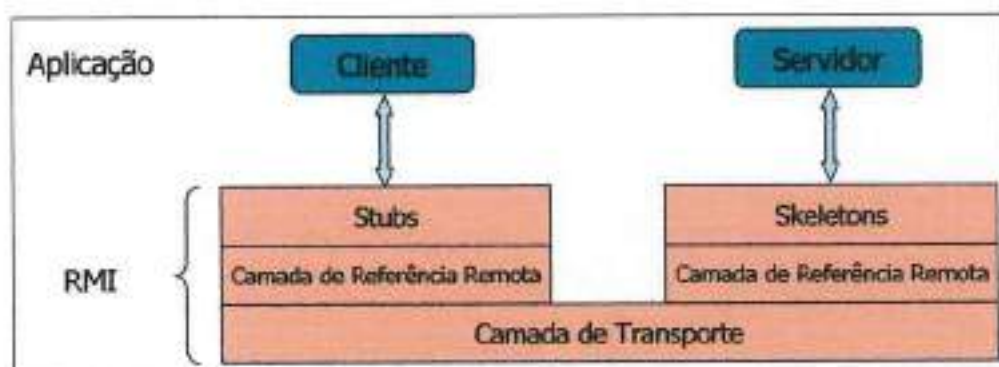 Aplicação
Cliente
Servidor
Stubs
Skeletons
RMI
Camada de Referência Remota
Camada de Referência Remota
Camada de Transporte